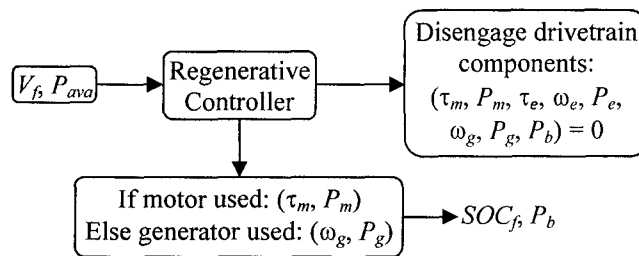 V_f, P_ava
Regenerative
Controller
Disengage drivetrain
components:
(τ_m, P_m, τ_e, ω_e, P_e,
ω_g, P_g, P_b) = 0
If motor used: (τ_m, P_m)
Else generator used: (ω_g, P_g)
SOC_f, P_b